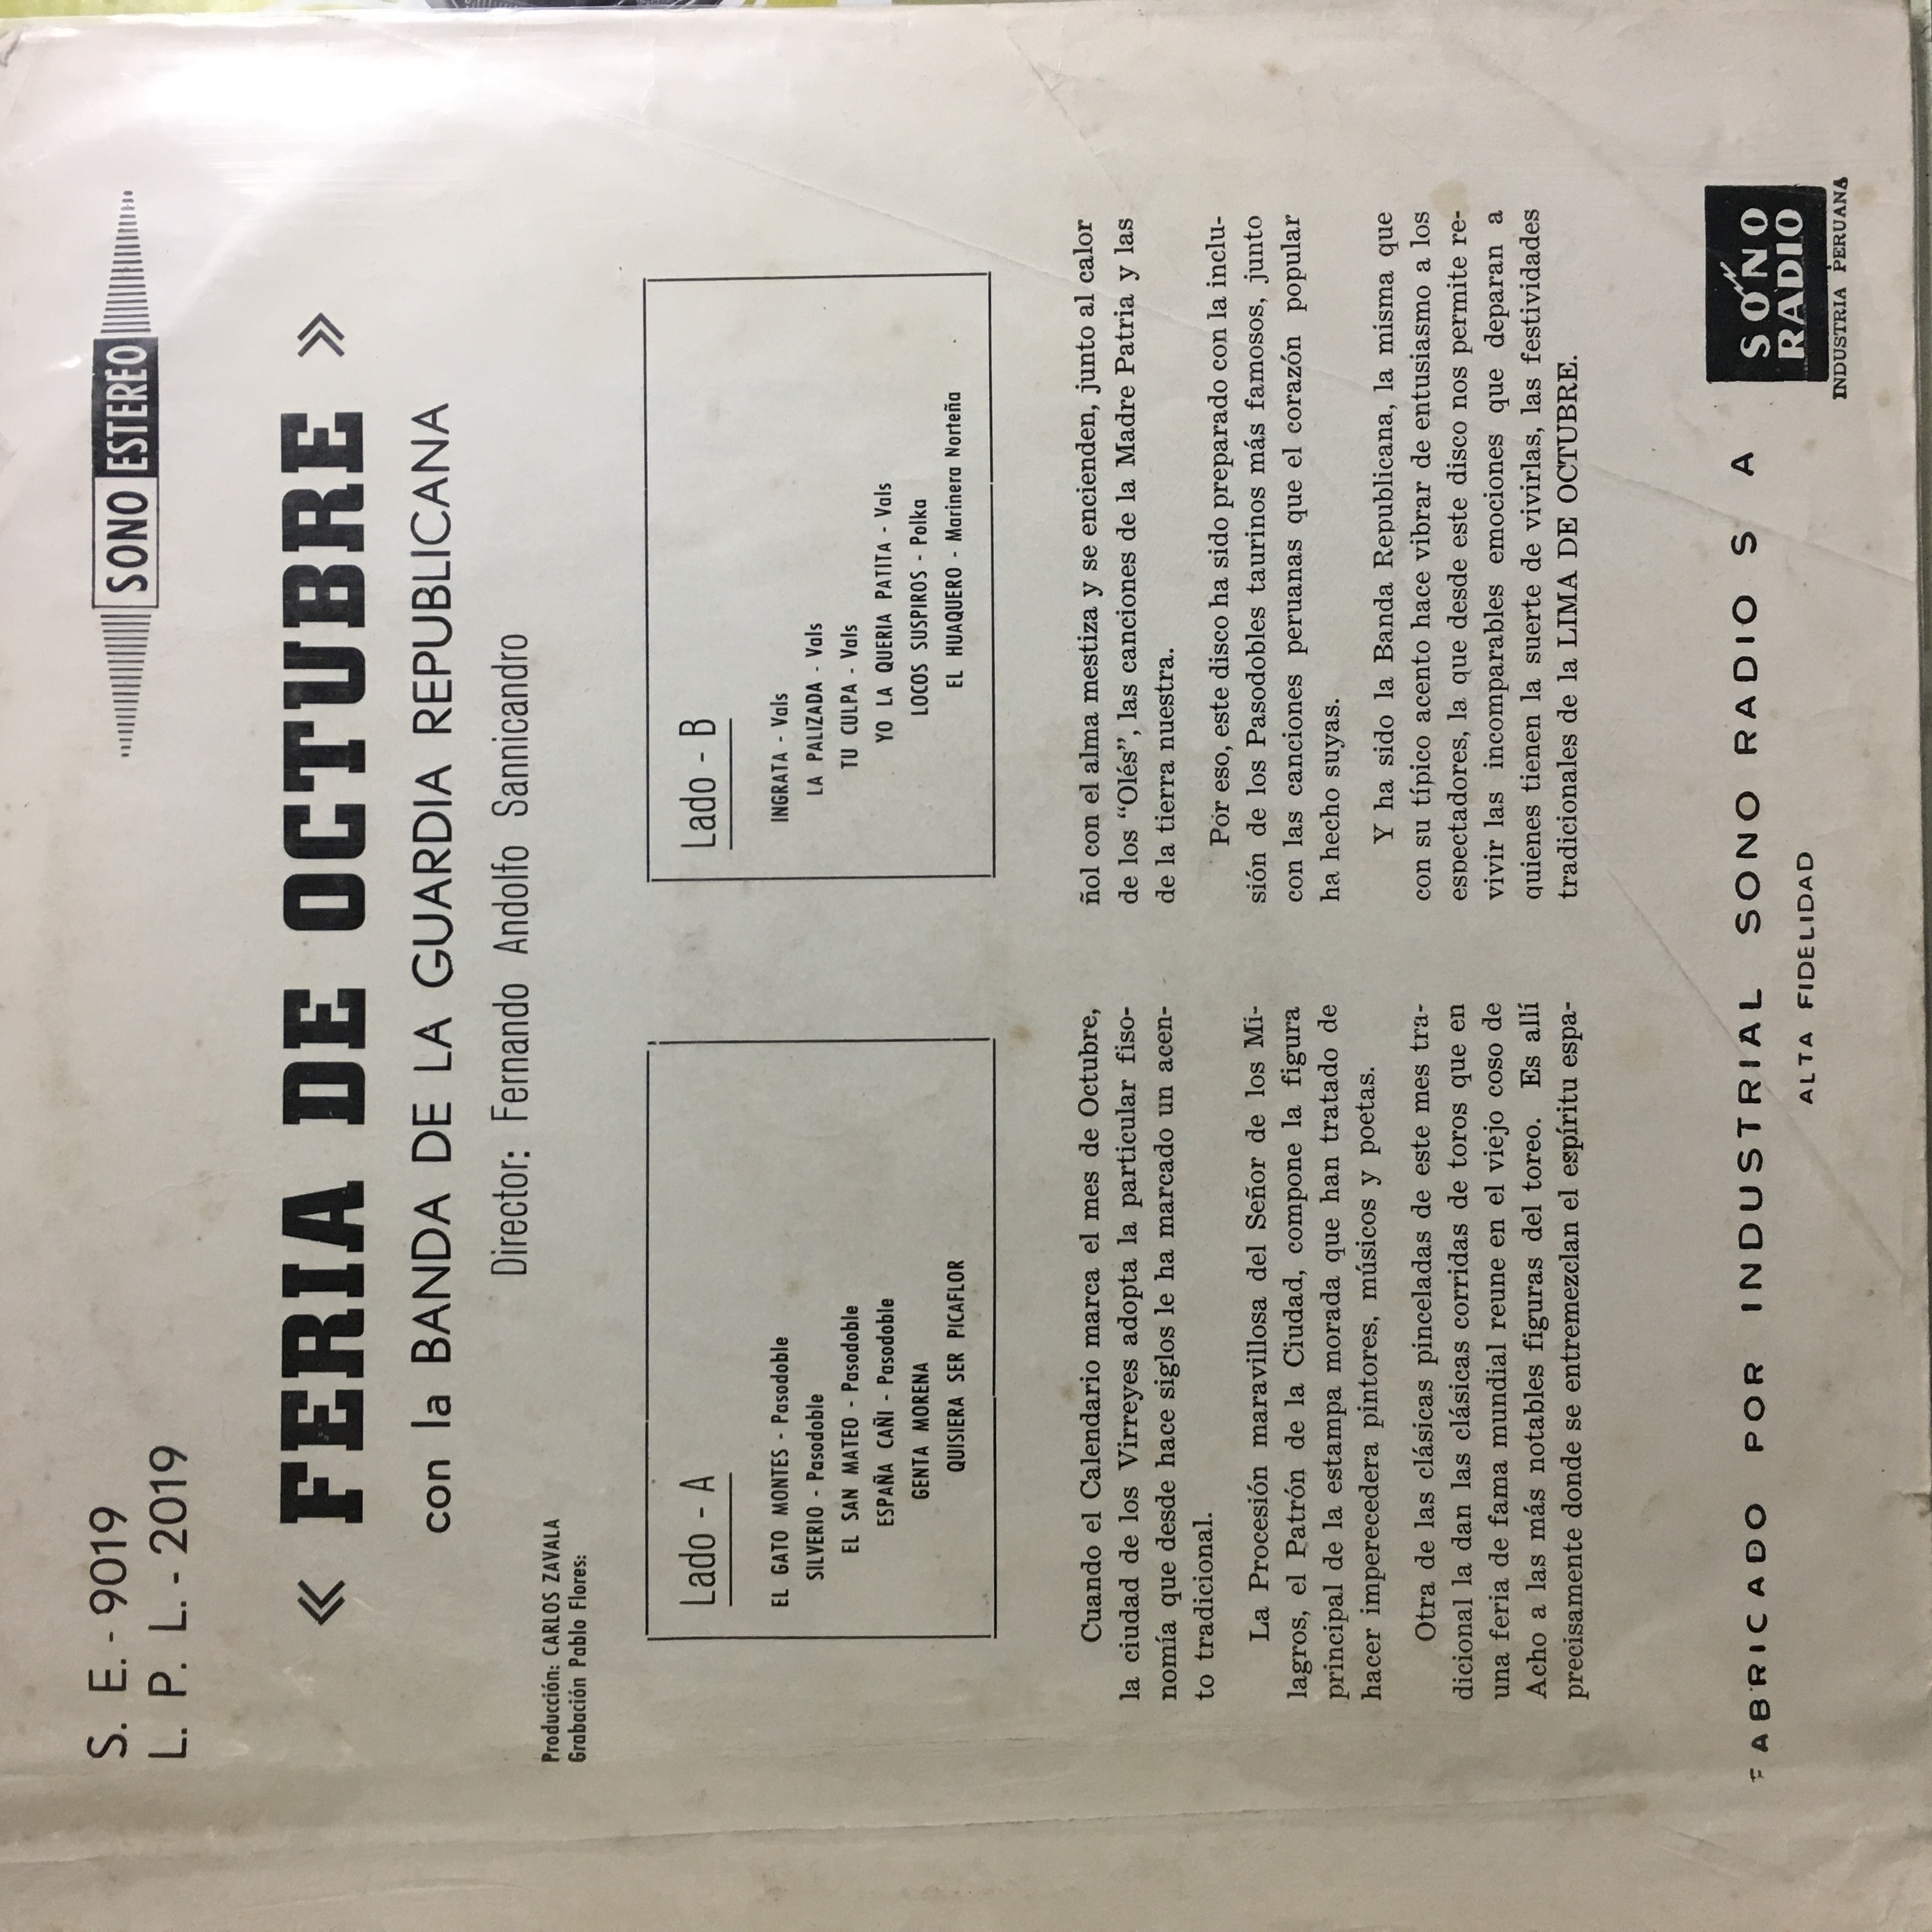 S. E. - 9019
L. P. L. - 2019
SONO ESTEREO
« FERIA DE OCTUBRE »
con la BANDA DE LA GUARDIA REPUBLICANA
Director: Fernando Andolfo Sannicandro
Producción: CARLOS ZAVALA
Grabación Pablo Flores:
Lado - A
EL GATO MONTES - Pasodoble
SILVERIO - Pasodoble
EL SAN MATEO - Pasodoble
ESPAÑA CAÑI - Pasodoble
GENTA MORENA
QUISIERA SER PICAFLOR
Lado - B
INGRATA - Vals
LA PALIZADA - Vals
TU CULPA - Vals
YO LA QUERIA PATITA - Vals
LOCOS SUSPIROS - Polka
EL HUAQUERO - Marinera Norteña
Cuando el Calendario marca el mes de Octubre,
la ciudad de los Virreyes adopta la particular fiso-
nomía que desde hace siglos le ha marcado un acen-
to tradicional.
La Procesión maravillosa del Señor de los Mi-
lagros, el Patrón de la Ciudad, compone la figura
principal de la estampa morada que han tratado de
hacer imperecedera pintores, músicos y poetas.
Otra de las clásicas pinceladas de este mes tra-
dicional la dan las clásicas corridas de toros que en
una feria de fama mundial reune en el viejo coso de
Acho a las más notables figuras del toreo. Es allí
precisamente donde se entremezclan el espíritu espa-
ñol con el alma mestiza y se encienden, junto al calor
de los "Olés", las canciones de la Madre Patria y las
de la tierra nuestra.
Por eso, este disco ha sido preparado con la inclu-
sión de los Pasodobles taurinos más famosos, junto
con las canciones peruanas que el corazón popular
ha hecho suyas.
Y ha sido la Banda Republicana, la misma que
con su típico acento hace vibrar de entusiasmo a los
espectadores, la que desde este disco nos permite re-
vivir las incomparables emociones que deparan a
quienes tienen la suerte de vivirlas, las festividades
tradicionales de la LIMA DE OCTUBRE.
FABRICADO POR INDUSTRIAL SONO RADIO S A
ALTA FIDELIDAD
SONO
RADIO
INDUSTRIA PERUANA